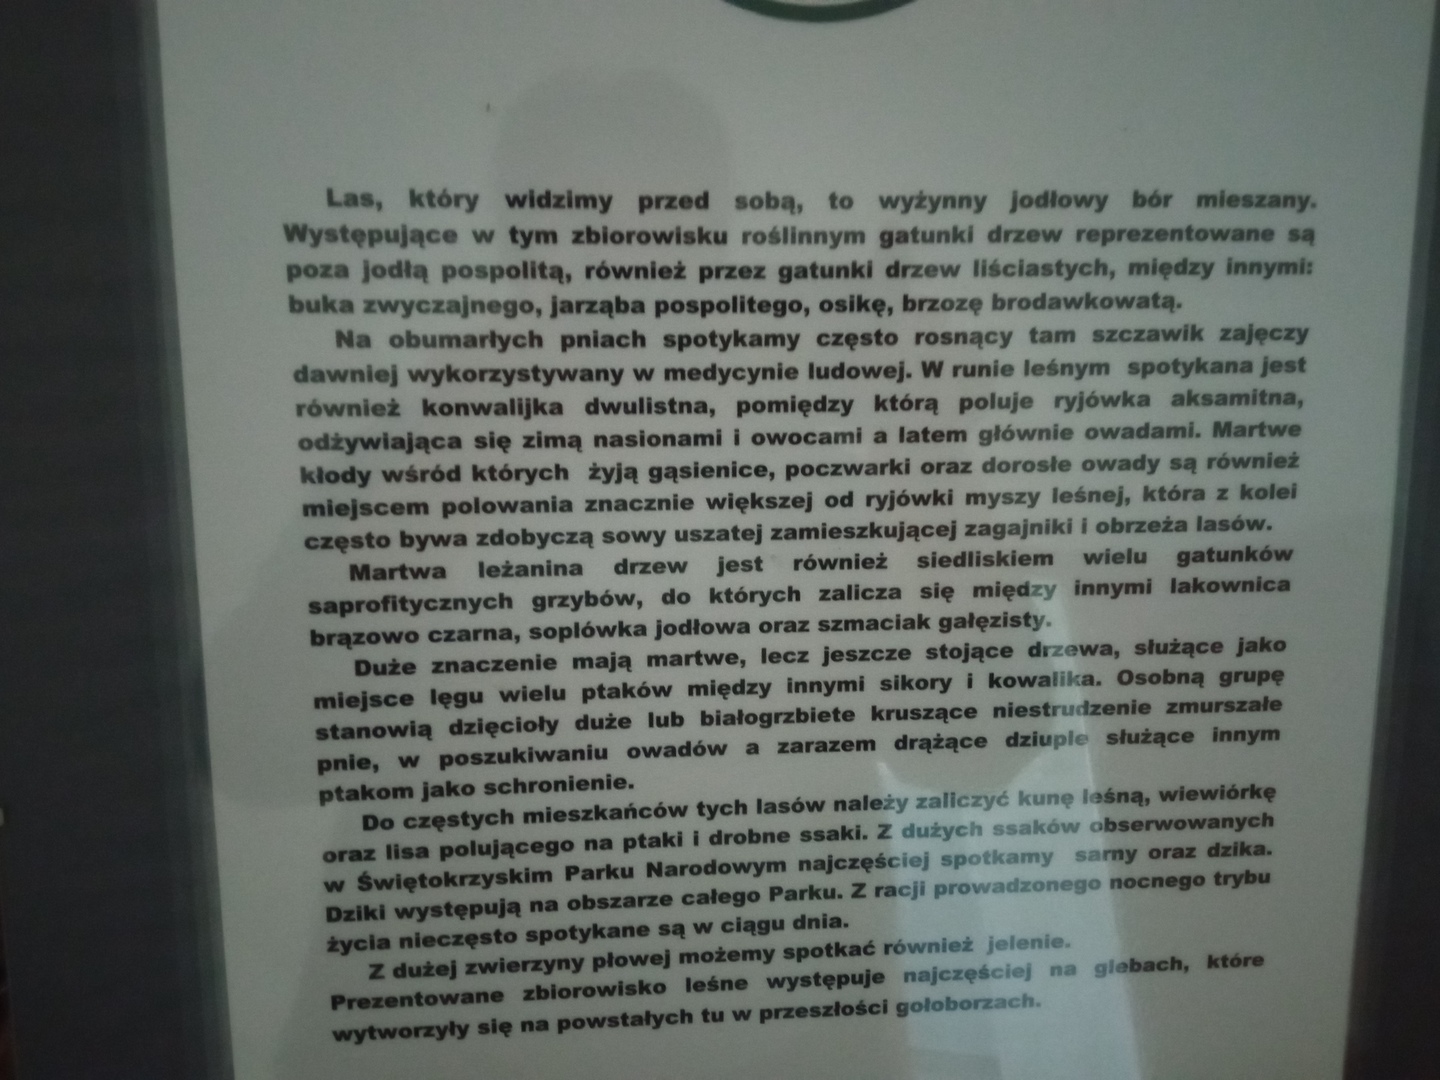 Las, który widzimy przed sobą, to wyżynny jodłowy bór mieszany.
Występujące w tym zbiorowisku roślinnym gatunki drzew reprezentowane są
poza jodłą pospolitą, również przez gatunki drzew liściastych, między innymi:
buka zwyczajnego, jarząba pospolitego, osikę, brzozę brodawkowatą.
Na obumarłych pniach spotykamy często rosnący tam szczawik zajęczy
dawniej wykorzystywany w medycynie ludowej. W runie leśnym spotykana jest
również konwalijka dwulistna, pomiędzy którą poluje ryjówka aksamitna,
odżywiająca się zimą nasionami i owocami a latem głównie owadami. Martwe
kłody wśród których żyją gąsienice, poczwarki oraz dorosłe owady są również
miejscem polowania znacznie większej od ryjówki myszy leśnej, która z kolei
często bywa zdobyczą sowy uszatej zamieszkującej zagajniki i obrzeża lasów.
Martwa leżanina drzew jest również siedliskiem wielu gatunków
saprofitycznych grzybów, do których zalicza się między innymi lakownica
brązowo czarna, soplówka jodłowa oraz szmaciak gałęzisty.
Duże znaczenie mają martwe, lecz jeszcze stojące drzewa, służące jako
miejsce lęgu wielu ptaków między innymi sikory i kowalika. Osobną grupę
stanowią dzięcioły duże lub białogrzbiete kruszące niestrudzenie zmurszałe
pnie, w poszukiwaniu owadów a zarazem drążące dziuple służące innym
ptakom jako schronienie.
Do częstych mieszkańców tych lasów należy zaliczyć kunę leśną, wiewiórkę
oraz lisa polującego na ptaki i drobne ssaki. Z dużych ssaków obserwowanych
w Świętokrzyskim Parku Narodowym najczęściej spotkamy sarny oraz dzika.
Dziki występują na obszarze całego Parku. Z racji prowadzonego nocnego trybu
życia nieczęsto spotykane są w ciągu dnia.
Z dużej zwierzyny płowej możemy spotkać również jelenie.
Prezentowane zbiorowisko leśne występuje najczęściej na glebach, które
wytworzyły się na powstałych tu w przeszłości gołoborzach.